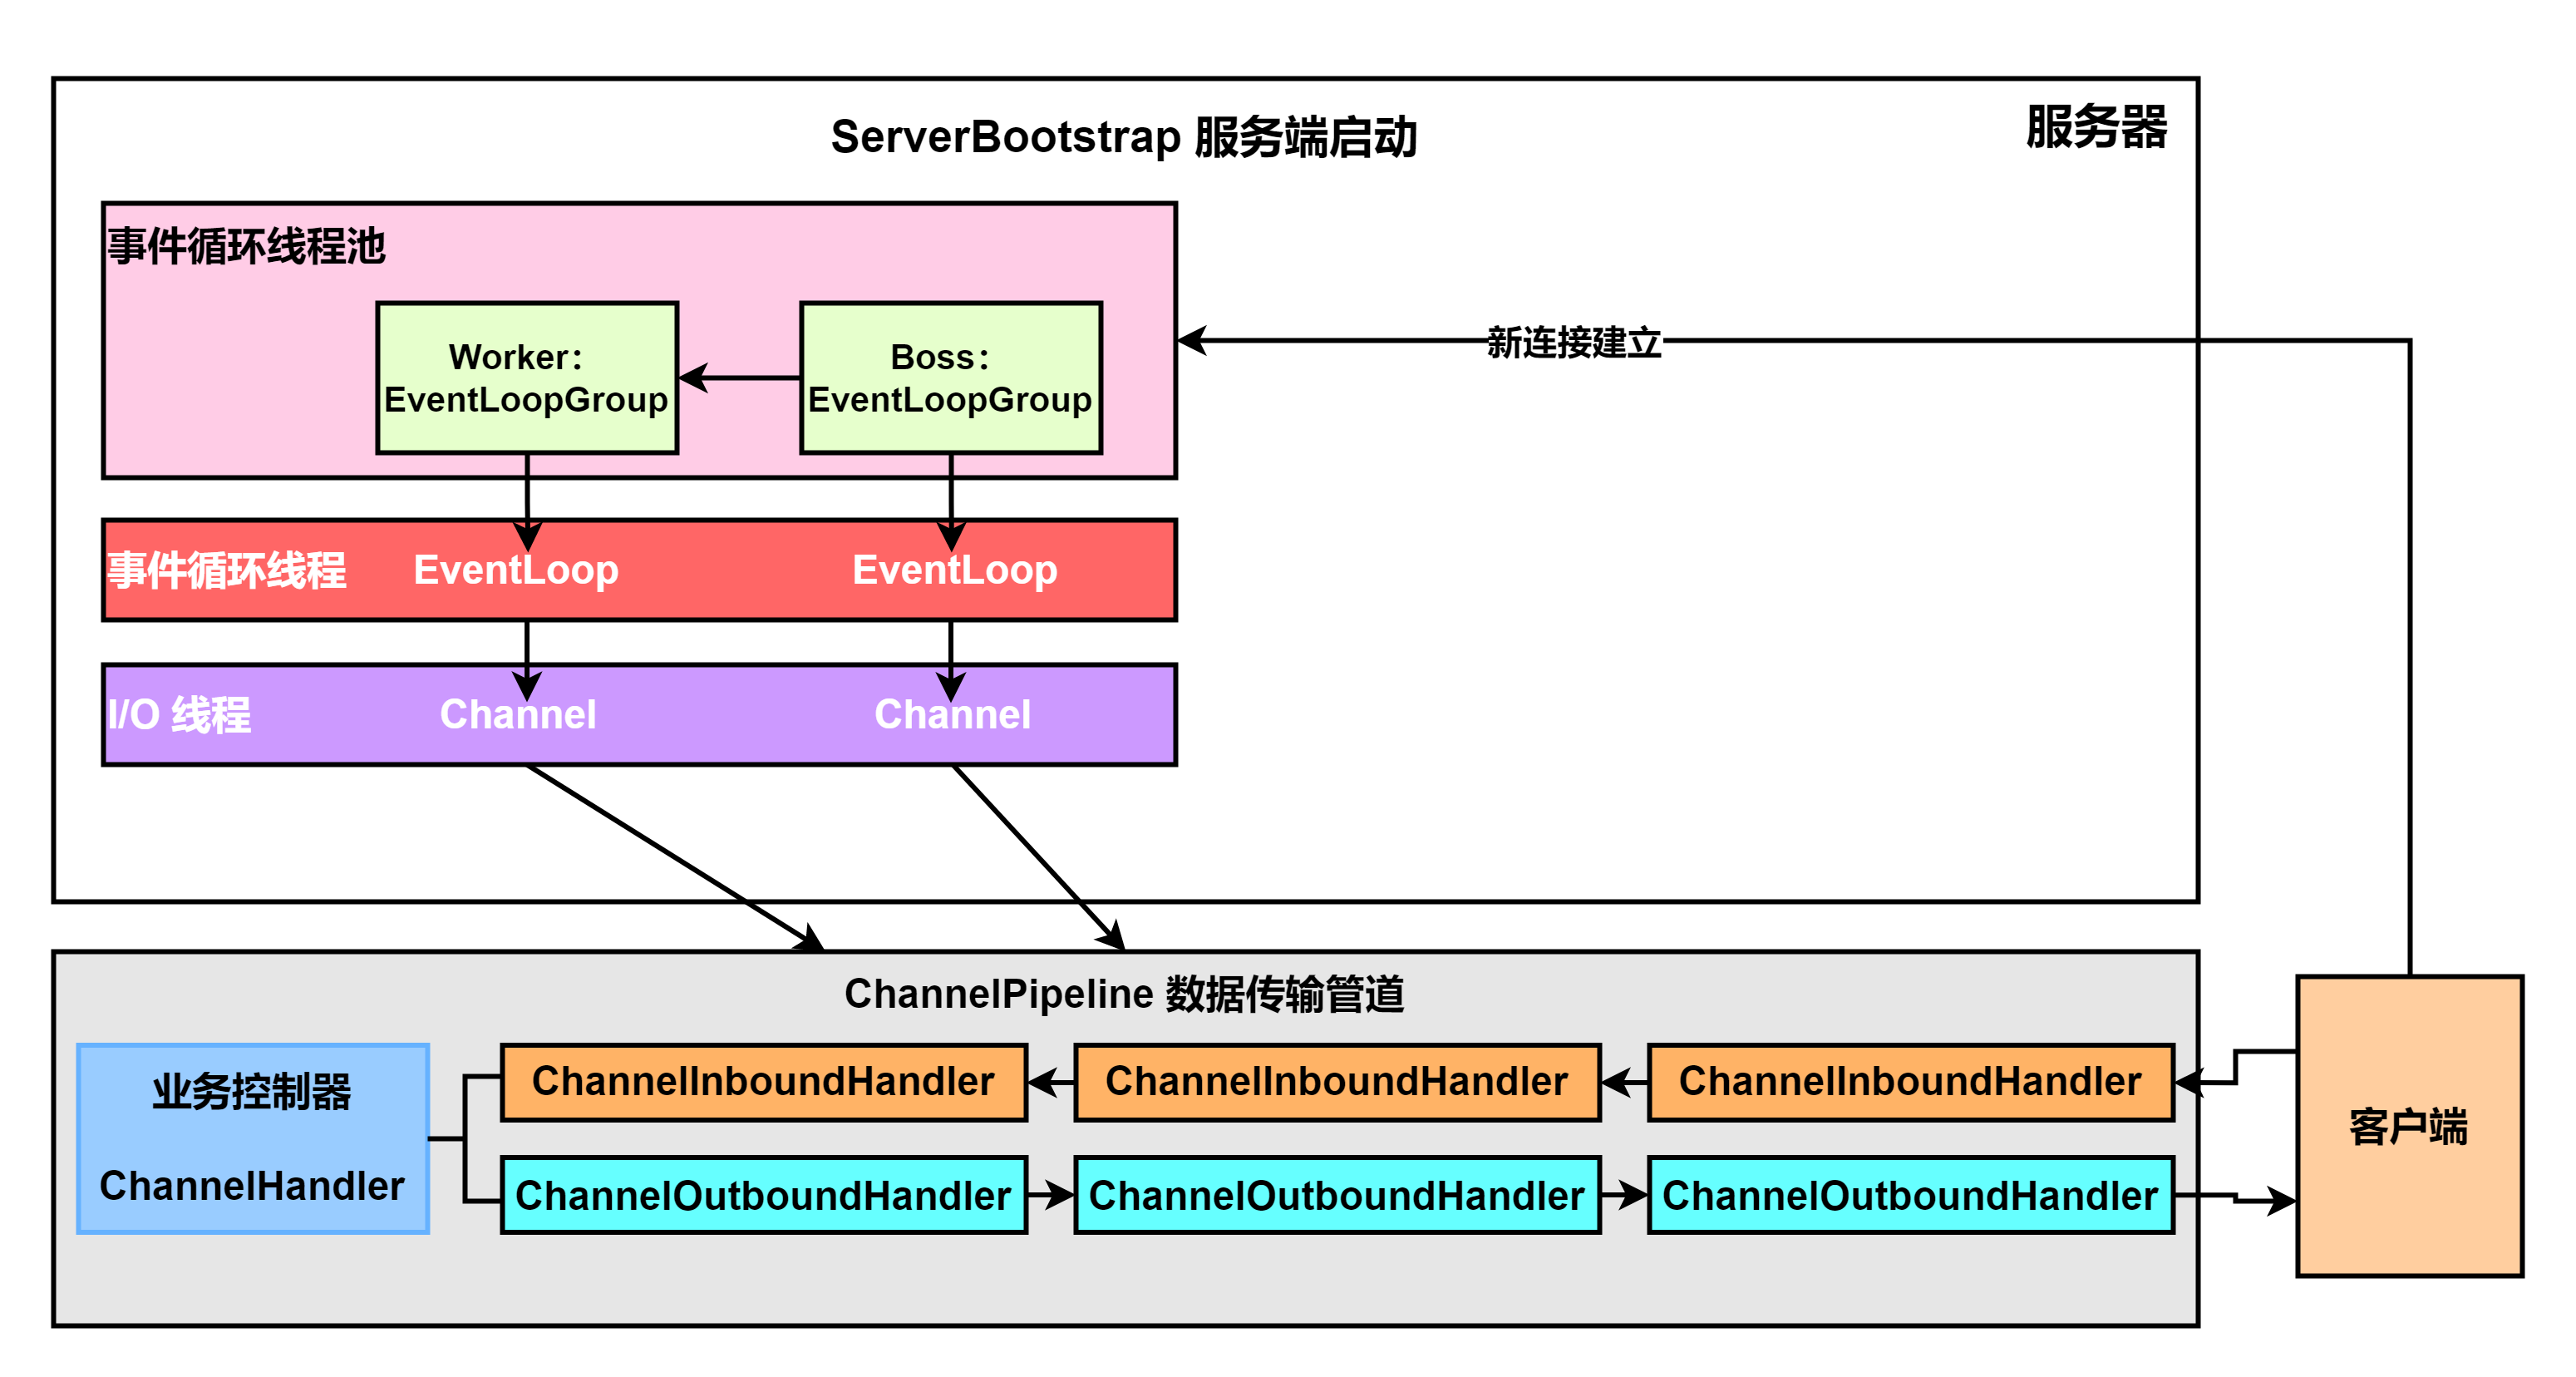 ServerBootstrap 服务端启动
服务器
事件循环线程池
Worker：
EventLoopGroup
Boss：
EventLoopGroup
新连接建立
事件循环线程
EventLoop
EventLoop
I/O 线程
Channel
Channel
ChannelPipeline 数据传输管道
业务控制器
ChannelHandler
ChannelInboundHandler
ChannelInboundHandler
ChannelInboundHandler
ChannelOutboundHandler
ChannelOutboundHandler
ChannelOutboundHandler
客户端